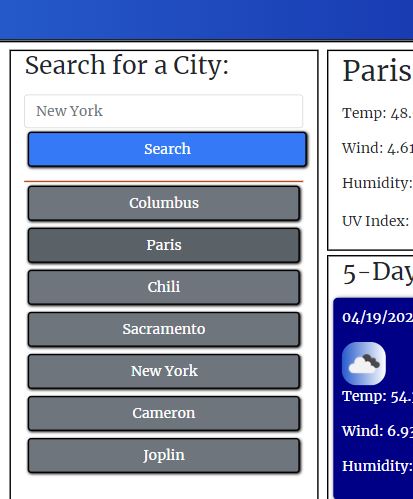 Search for a City:
New York
Search
Columbus
Paris
Chili
Sacramento
New York
Cameron
Joplin
Paris
Temp: 48.
Wind: 4.61
Humidity:
UV Index:
5-Day
04/19/202
Temp: 54.
Wind: 6.93
Humidity: